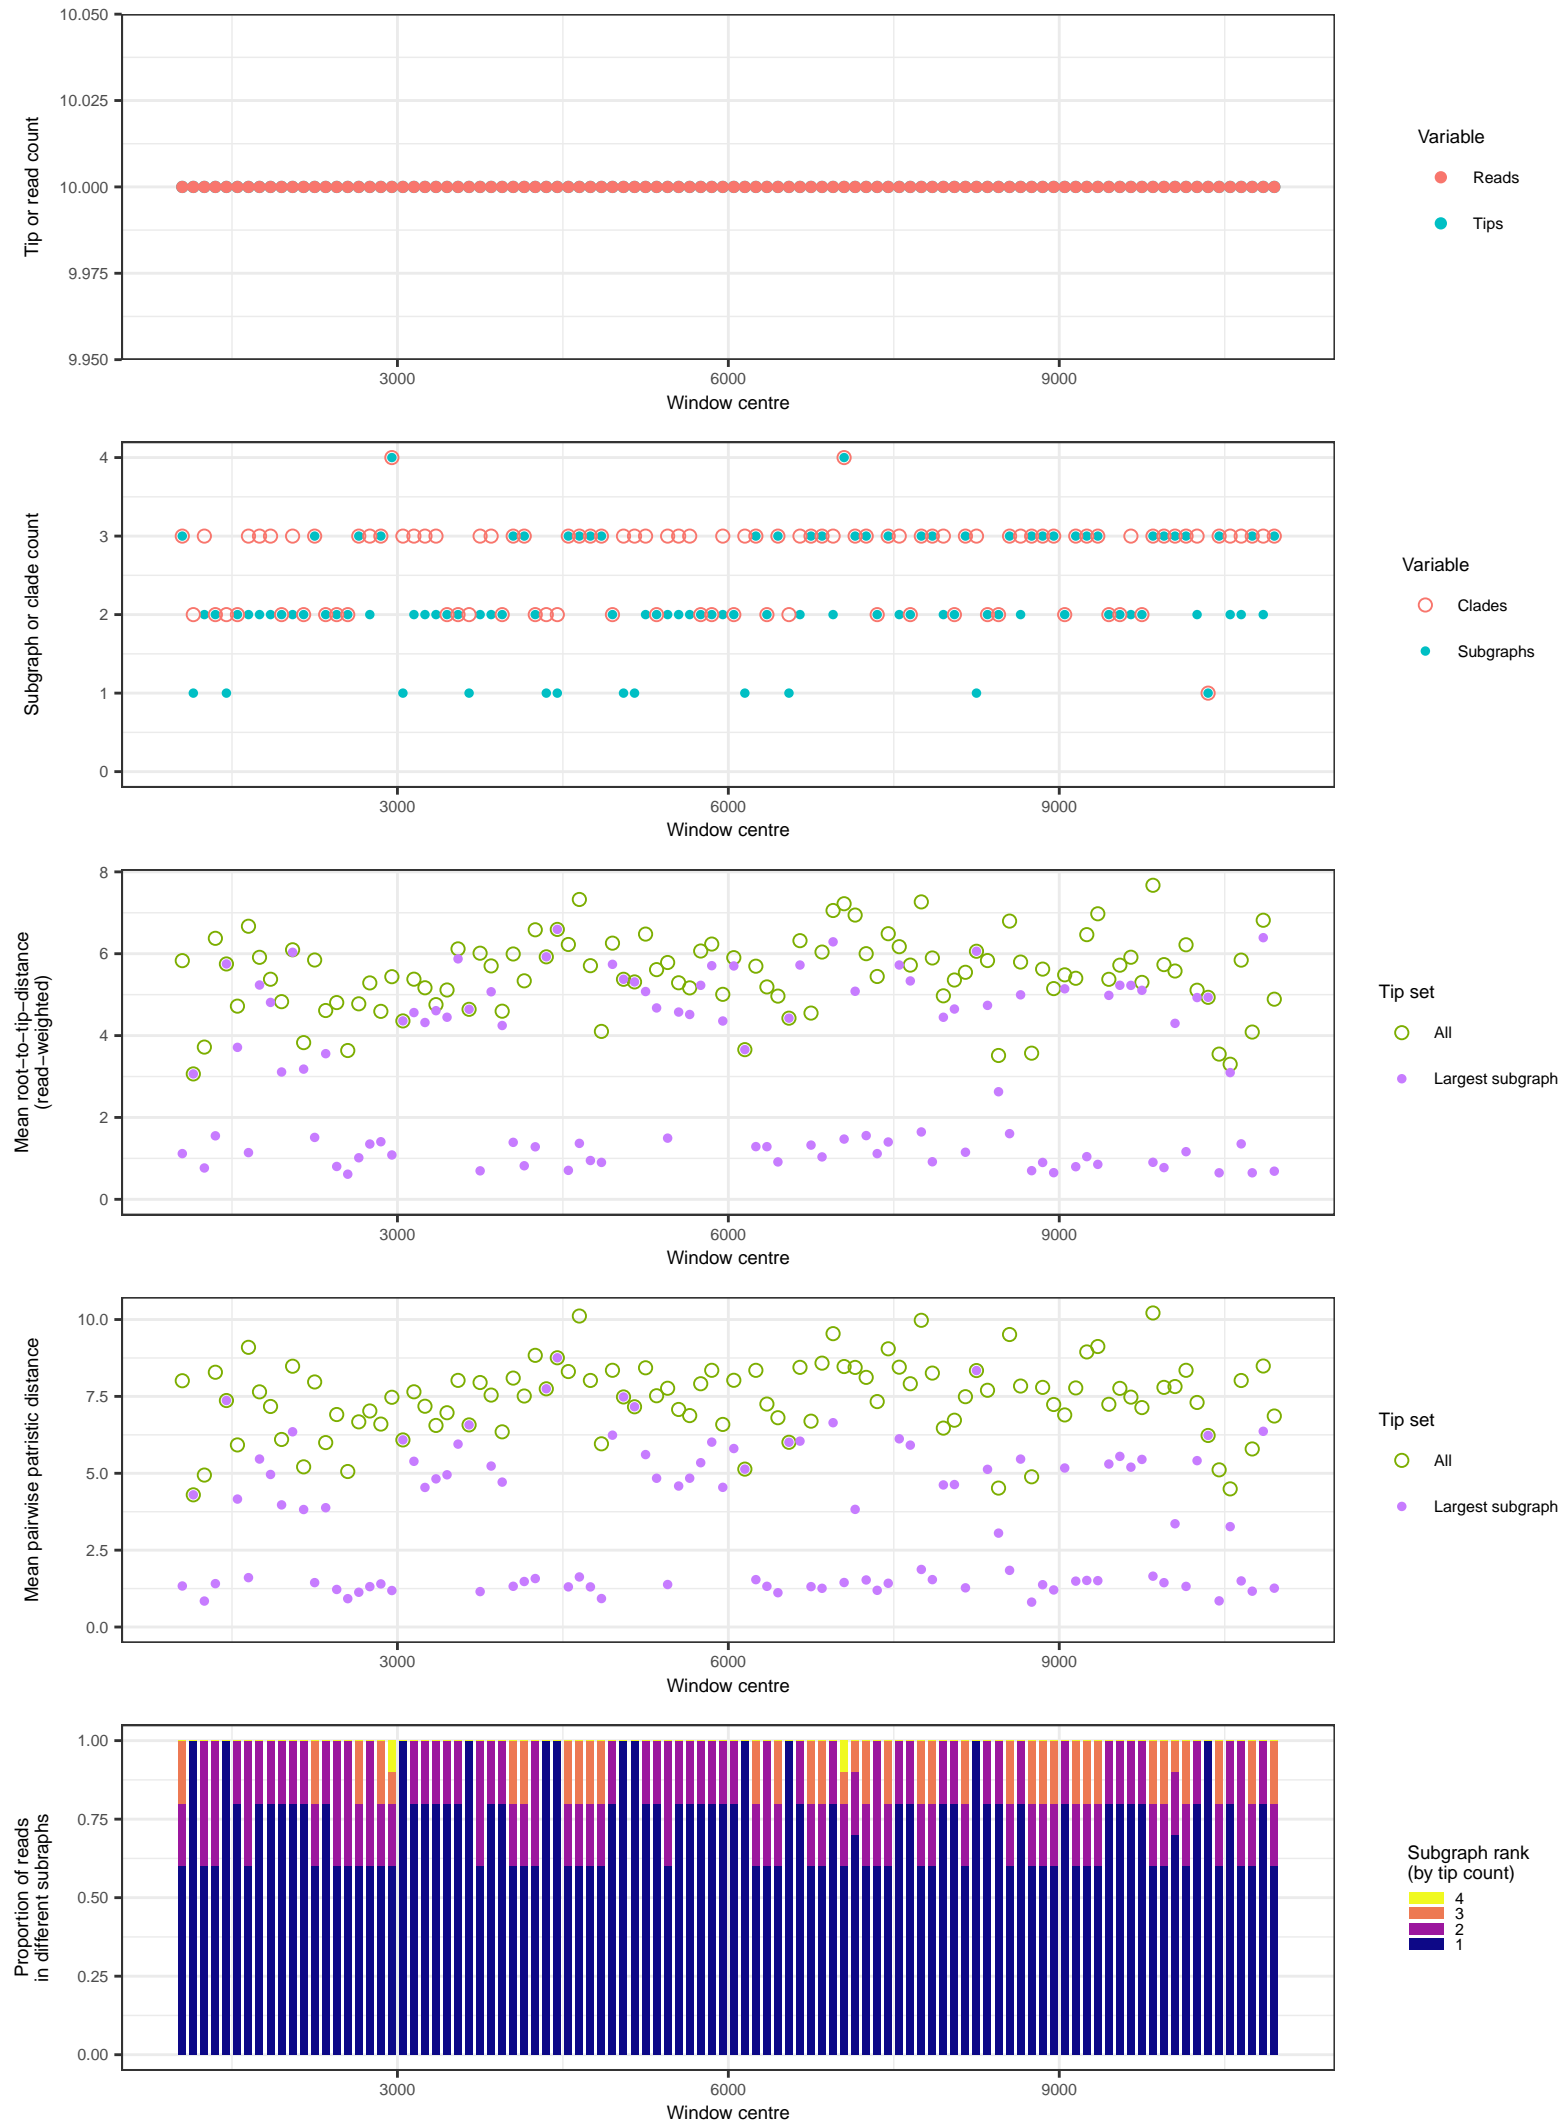 10.050
10.025
10.000
9.975
9.950
Tip or read count
3000
6000
9000
Window centre
Variable
Reads
Tips
4
3
2
1
0
Subgraph or clade count
3000
6000
9000
Window centre
Variable
Clades
Subgraphs
8
6
4
2
0
Mean root−to−tip−distance
(read−weighted)
3000
6000
9000
Window centre
Tip set
All
Largest subgraph
10.0
7.5
5.0
2.5
0.0
Mean pairwise patristic distance
3000
6000
9000
Window centre
Tip set
All
Largest subgraph
1.00
0.75
0.50
0.25
0.00
Proportion of reads
in different subraphs
3000
6000
9000
Window centre
Subgraph rank
(by tip count)
4
3
2
1